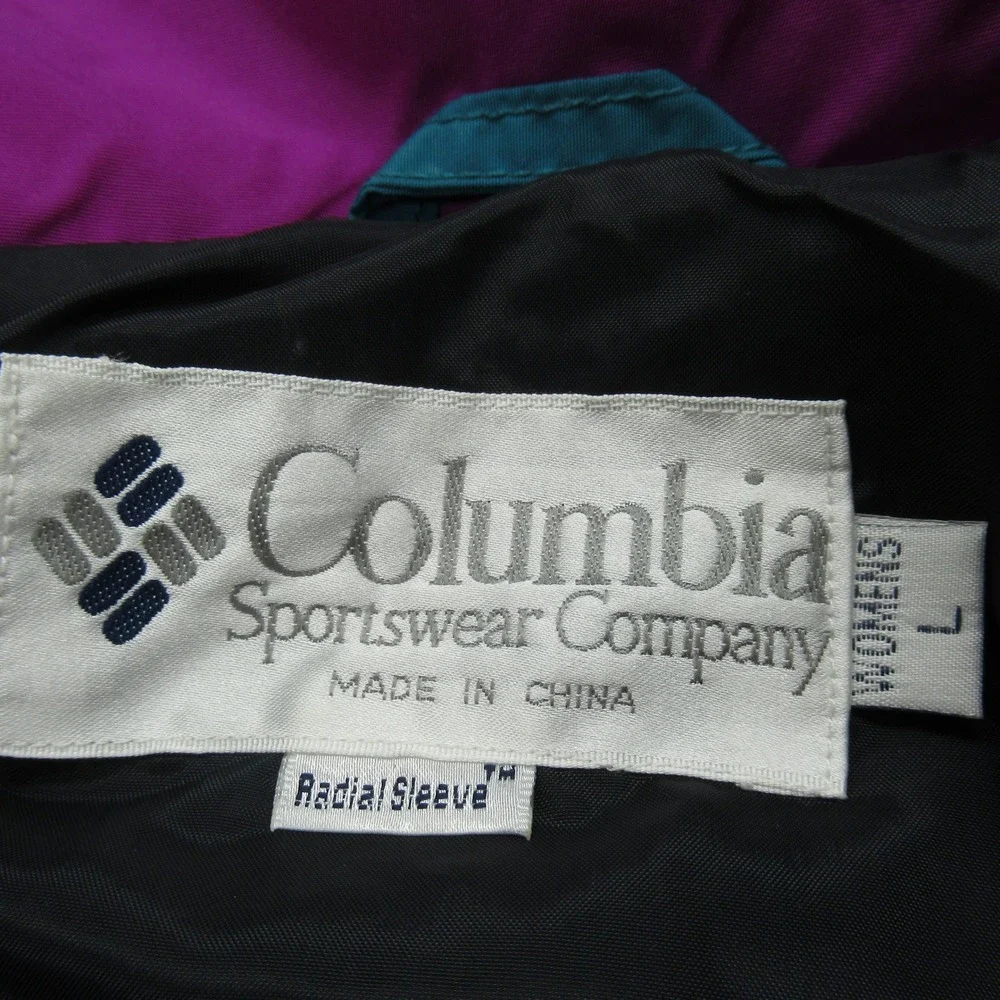 Columbia
Sportswear Company
MADE IN CHINA
WOMENS
L
Radial Sleeve™